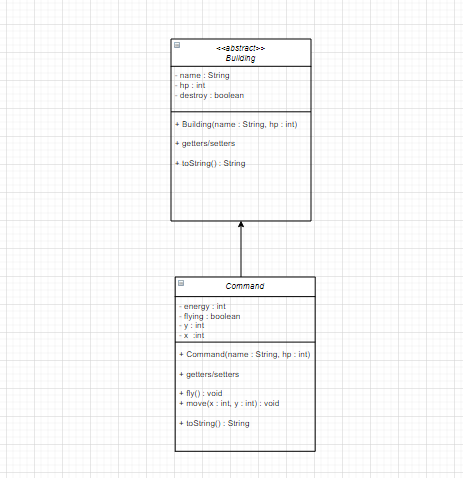 <<abstract>>
Building
- name : String
- hp : int
- destroy : boolean
+ Building(name : String, hp : int)
+ getters/setters
+ toString() : String
Command
- energy : int
- flying : boolean
- y : int
- x :int
+ Command(name : String, hp : int)
+ getters/setters
+ fly() : void
+ move(x : int, y : int) : void
+ toString() : String